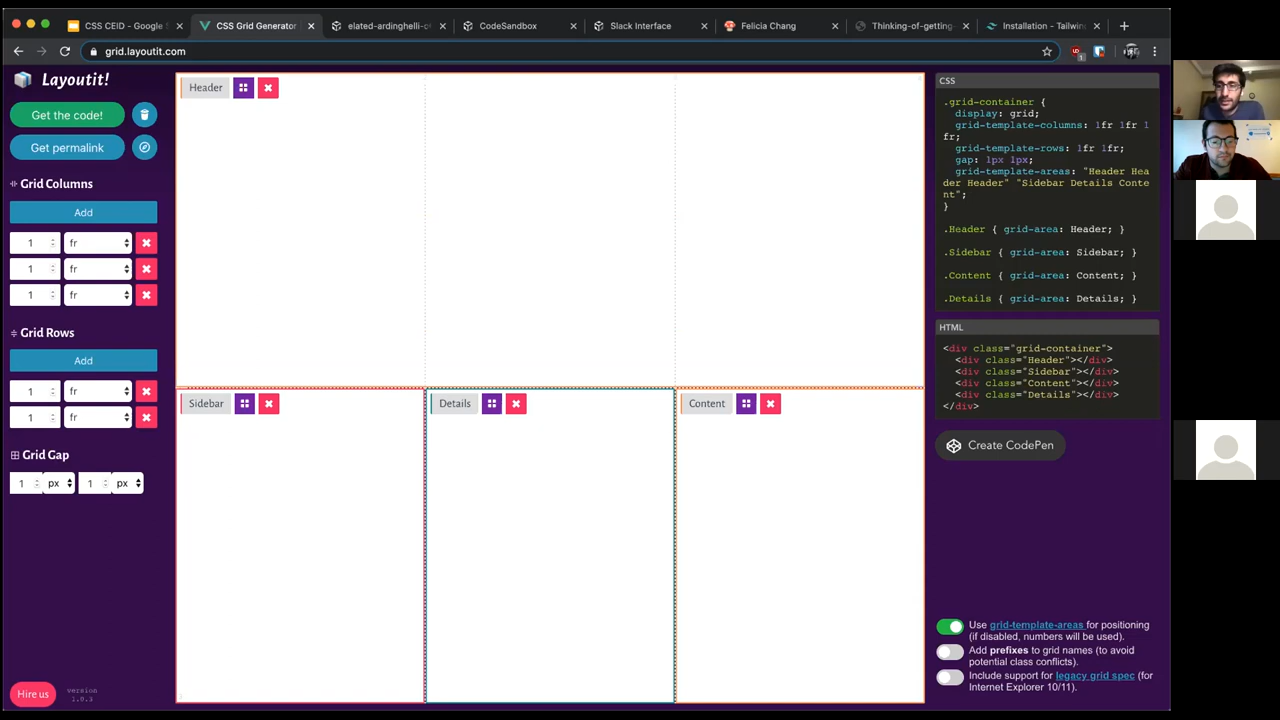 CSS CEID - Google S
CSS Grid Generator
elated-ardinghelli-c
CodeSandbox
Slack Interface
Felicia Chang
Thinking-of-getting-
Installation - Tailwin
grid.layoutit.com
1
Layoutit!
Get the code!
Get permalink
Grid Columns
Add
1 fr
1 fr
1 fr
Grid Rows
Add
1 fr
1 fr
Grid Gap
1 px 1 px
Hire us
version
1.0.3
Header
Sidebar
Details
Content
CSS
.grid-container {
display: grid;
grid-template-columns: 1fr 1fr 1
fr;
grid-template-rows: 1fr 1fr;
gap: 1px 1px;
grid-template-areas: "Header Hea
der Header" "Sidebar Details Conte
nt";
}
.Header { grid-area: Header; }
.Sidebar { grid-area: Sidebar; }
.Content { grid-area: Content; }
.Details { grid-area: Details; }
HTML
<div class="grid-container">
<div class="Header"></div>
<div class="Sidebar"></div>
<div class="Content"></div>
<div class="Details"></div>
</div>
Create CodePen
Use grid-template-areas for positioning
(if disabled, numbers will be used).
Add prefixes to grid names (to avoid
potential class conflicts).
Include support for legacy grid spec (for
Internet Explorer 10/11).